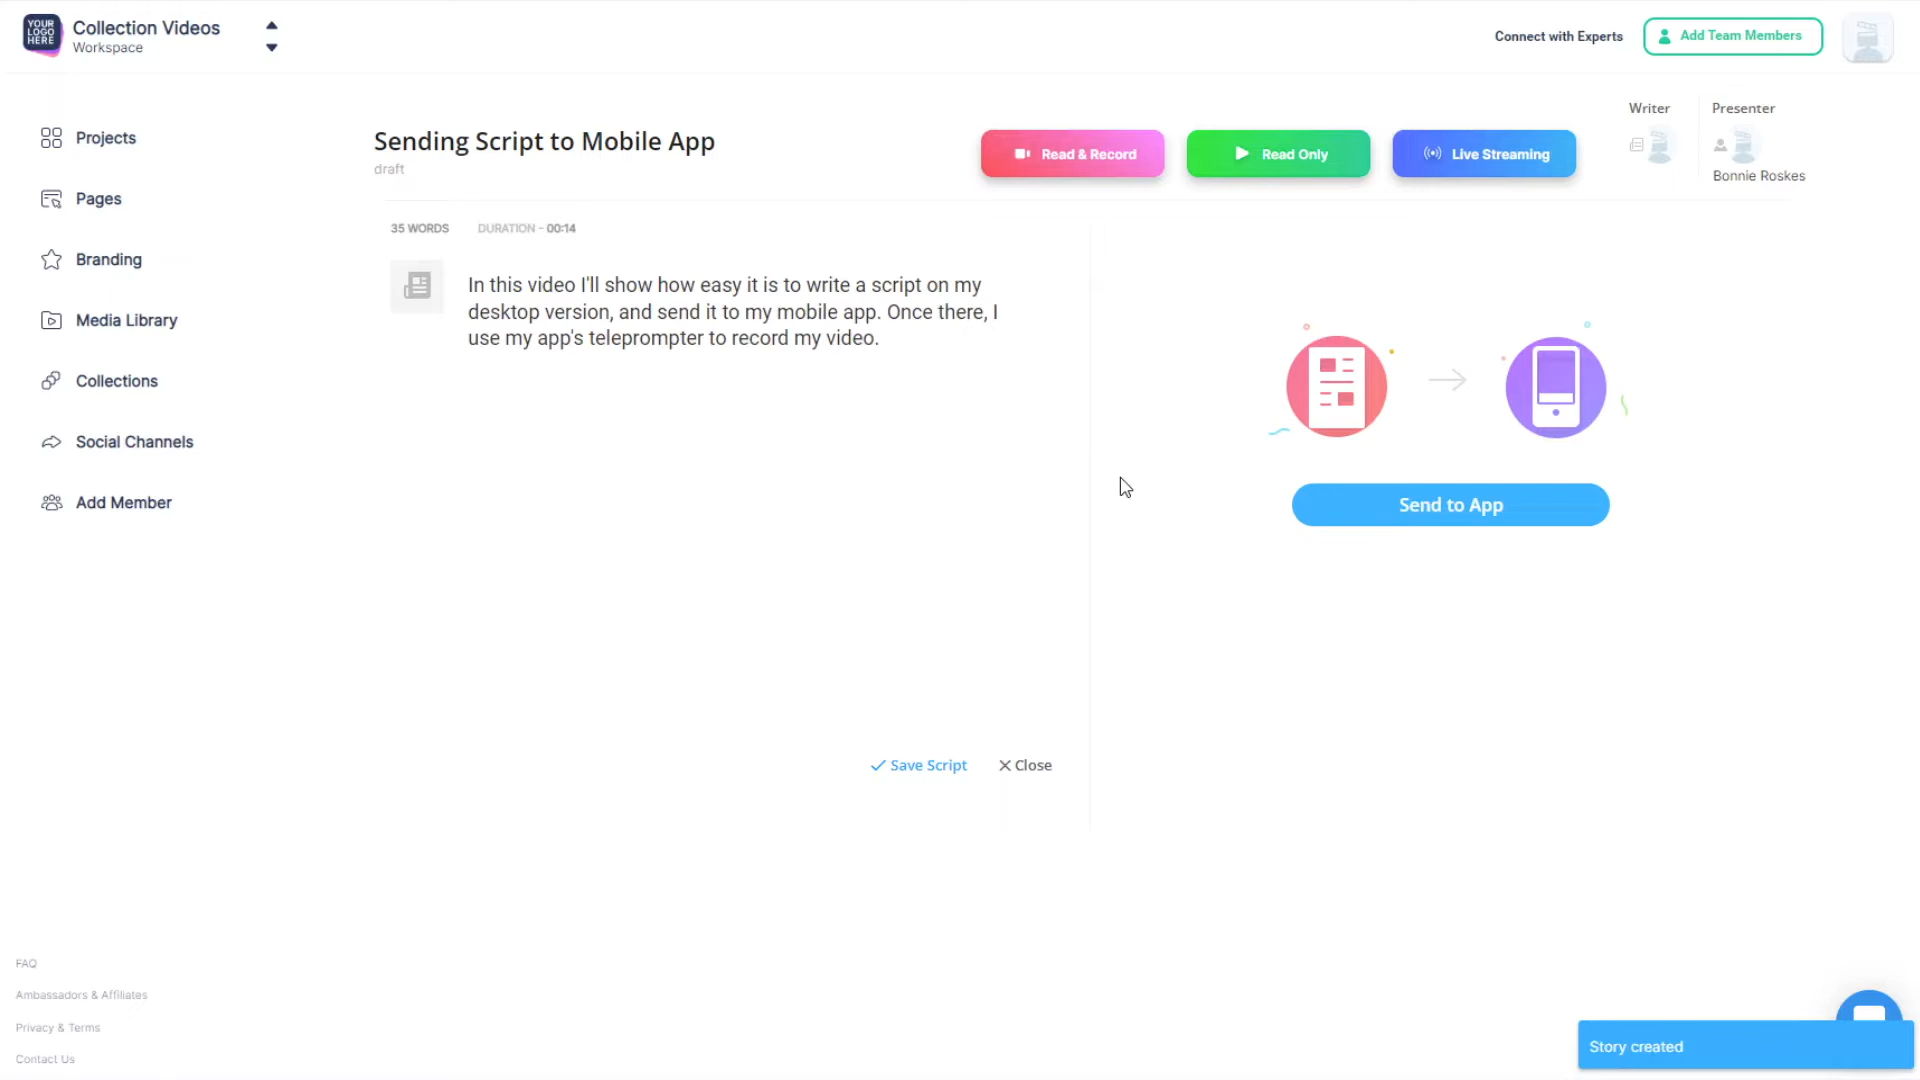 YOUR
LOGO
HERE
Collection Videos
Workspace
Connect with Experts
Add Team Members
Projects
Pages
Branding
Media Library
Collections
Social Channels
Add Member
Sending Script to Mobile App
draft
Read & Record
Read Only
Live Streaming
Writer
Presenter
Bonnie Roskes
35 WORDS
DURATION - 00:14
In this video I'll show how easy it is to write a script on my
desktop version, and send it to my mobile app. Once there, I
use my app's teleprompter to record my video.
Send to App
Save Script
Close
FAQ
Ambassadors & Affiliates
Privacy & Terms
Contact Us
Story created